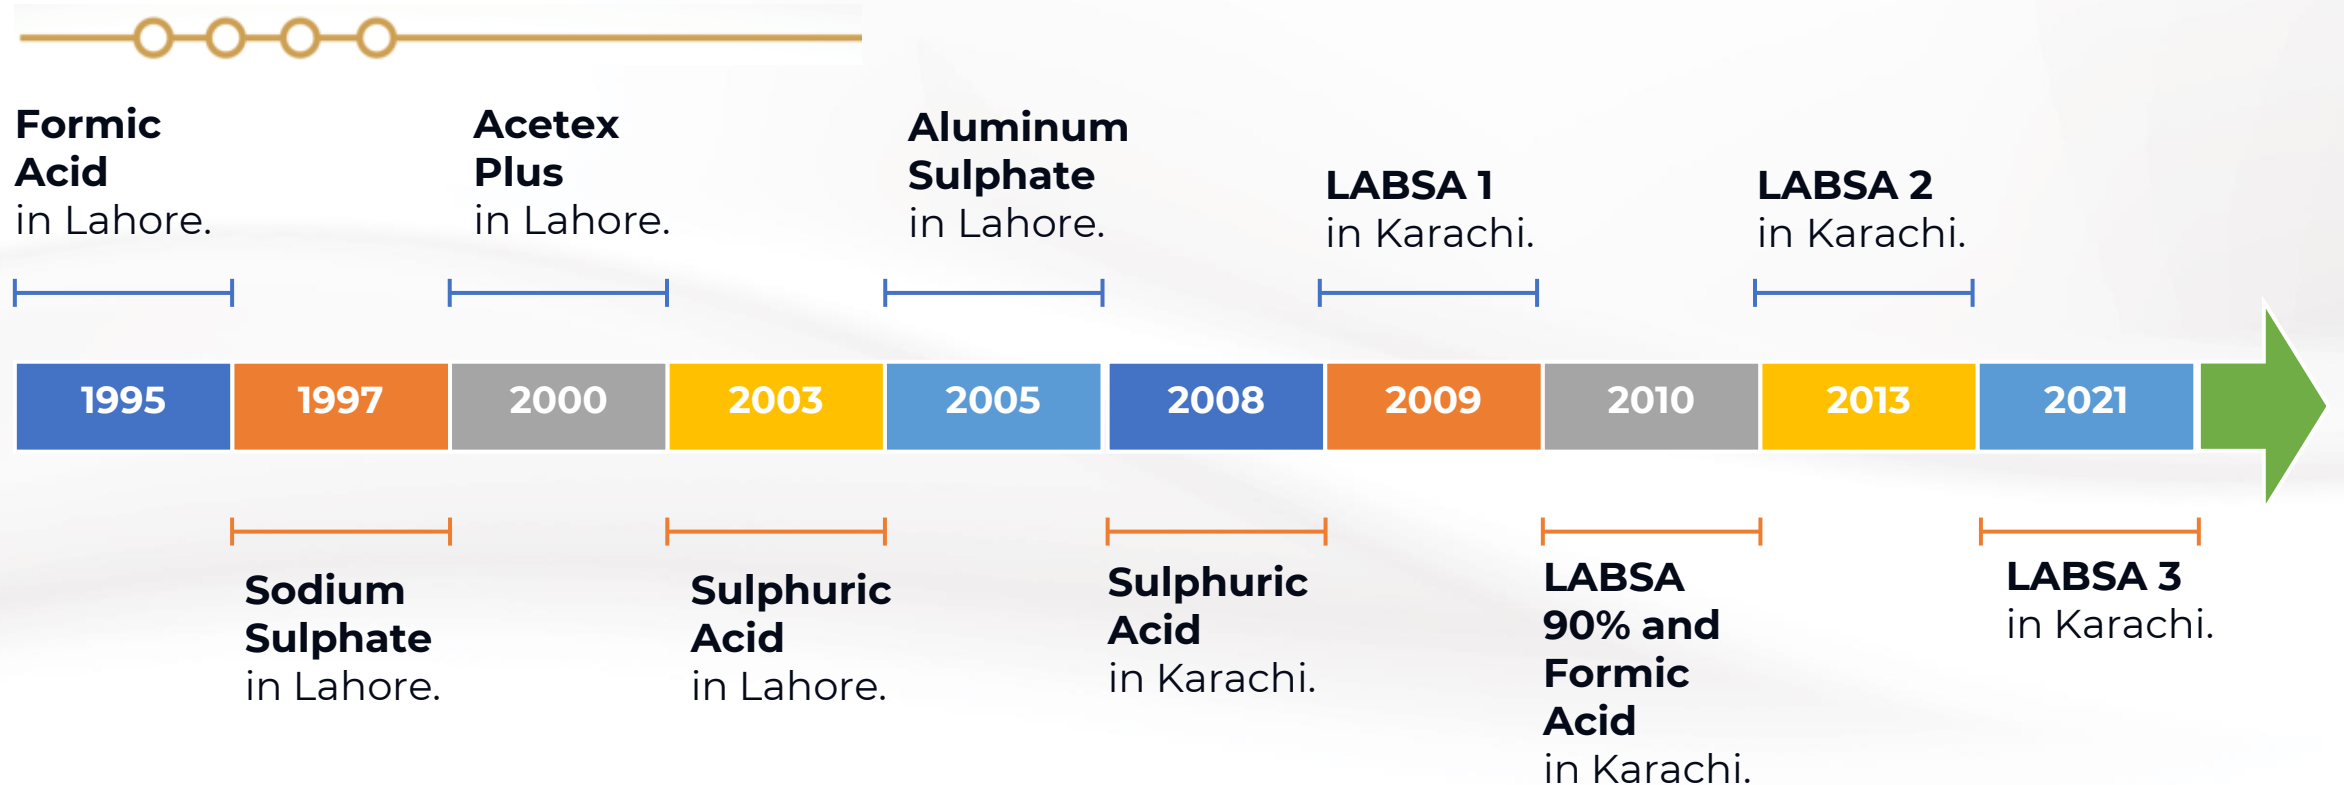 Formic
Acid
in Lahore.
Acetex
Plus
in Lahore.
Aluminum
Sulphate
in Lahore.
LABSA 1
in Karachi.
LABSA 2
in Karachi.
1995
1997
2000
2003
2005
2008
2009
2010
2013
2021
Sodium
Sulphate
in Lahore.
Sulphuric
Acid
in Lahore.
Sulphuric
Acid
in Karachi.
LABSA
90% and
Formic
Acid
in Karachi.
LABSA 3
in Karachi.